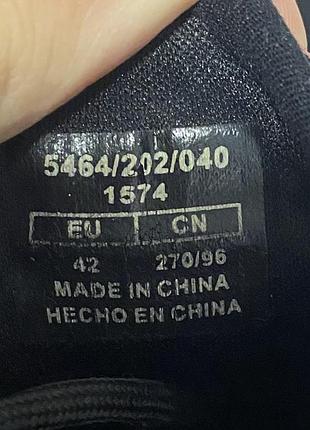 5464/202/040
1574
EU CN
42 270/96
MADE IN CHINA
HECHO EN CHINA